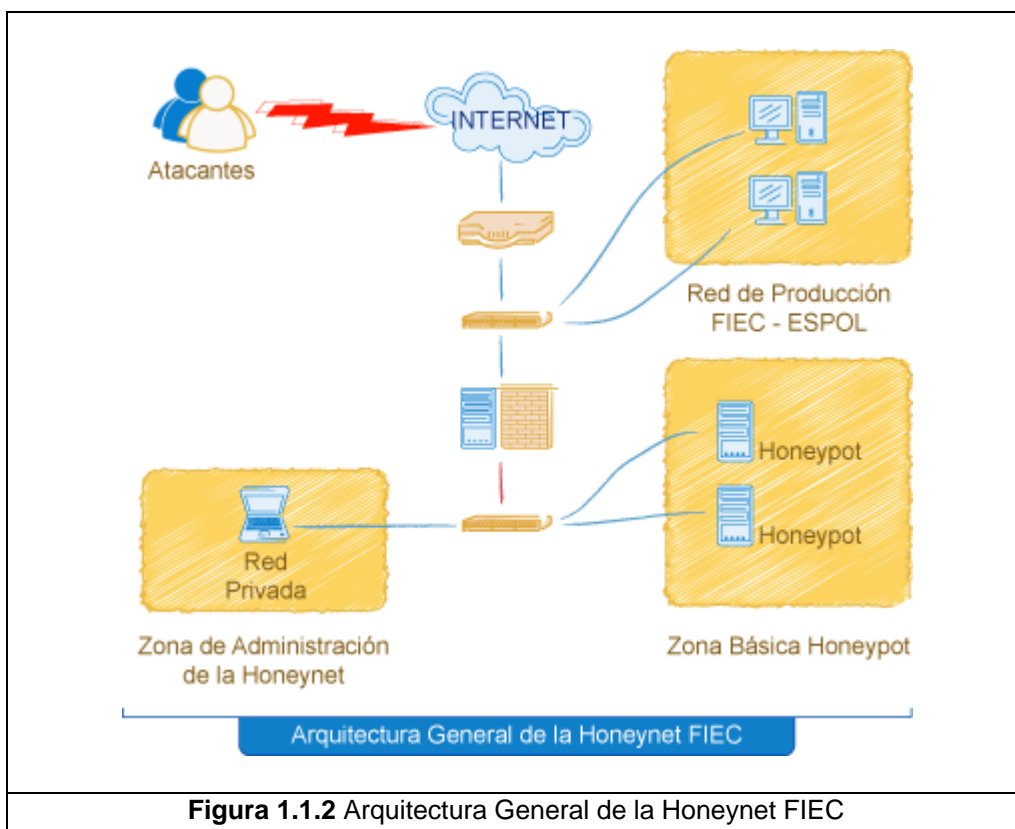 Atacantes
INTERNET
Red de Producción
FIEC - ESPOL
Honeypot
Honeypot
Red
Privada
Zona de Administración
de la Honeynet
Zona Básica Honeypot
Arquitectura General de la Honeynet FIEC
Figura 1.1.2 Arquitectura General de la Honeynet FIEC